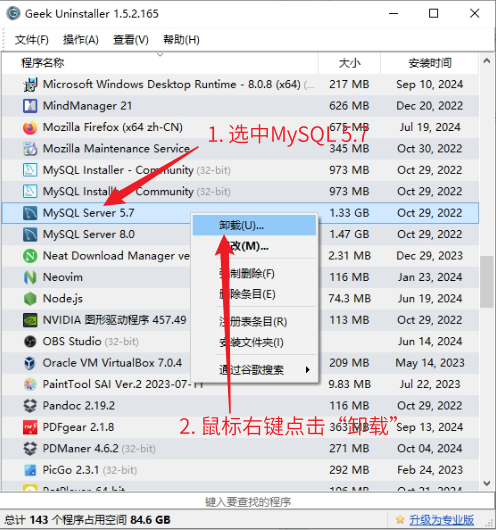 Geek Uninstaller 1.5.2.165
文件(F) 操作(A) 查看(V) 帮助(H)
程序名称 大小 安装时间
Microsoft Windows Desktop Runtime - 8.0.8 (x64) (... 217 MB Sep 10, 2024
MindManager 21 626 MB Dec 20, 2022
Mozilla Firefox (x64 zh-CN) 675 MB Jul 19, 2024
1. 选中MySQL 5.7
Mozilla Maintenance Service 345 MB Oct 30, 2022
MySQL Installer - Community (32-bit) 973 MB Oct 29, 2022
MySQL Installer - Community (32-bit) 973 MB Oct 29, 2022
MySQL Server 5.7 1.33 GB Oct 29, 2022
卸载(U)...
MySQL Server 8.0 1.47 GB Oct 29, 2022
改(M)...
Neat Download Manager ve 2.31 MB Dec 29, 2023
强制删除(F)
Neovim 116 MB Jan 23, 2024
删除条目(E)
Node.js 74.3 MB Jun 19, 2024
NVIDIA 图形驱动程序 457.49 113 MB Oct 29, 2022
注册表条目(R)
OBS Studio (32-bit) Jun 14, 2024
安装文件夹(I)
Oracle VM VirtualBox 7.0.4 209 MB May 14, 2023
通过谷歌搜索
PaintTool SAI Ver.2 2023-07-11 9.83 MB Jul 22, 2023
Pandoc 2.19.2 116 MB Oct 29, 2022
2. 鼠标右键点击“卸载”
PDFgear 2.1.8 363 MB Sep 13, 2024
PDManer 4.6.2 (32-bit) 271 MB Oct 04, 2024
PicGo 2.3.1 (32-bit) 292 MB Feb 24, 2023
键入要查找的程序
总计 143 个程序占用空间 84.6 GB 升级为专业版